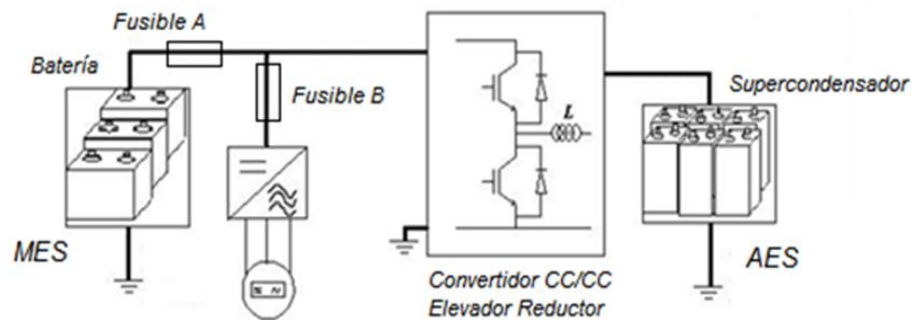 Fusible A
Batería
Fusible B
Supercondensador
L
MES
AES
Convertidor CC/CC
Elevador Reductor